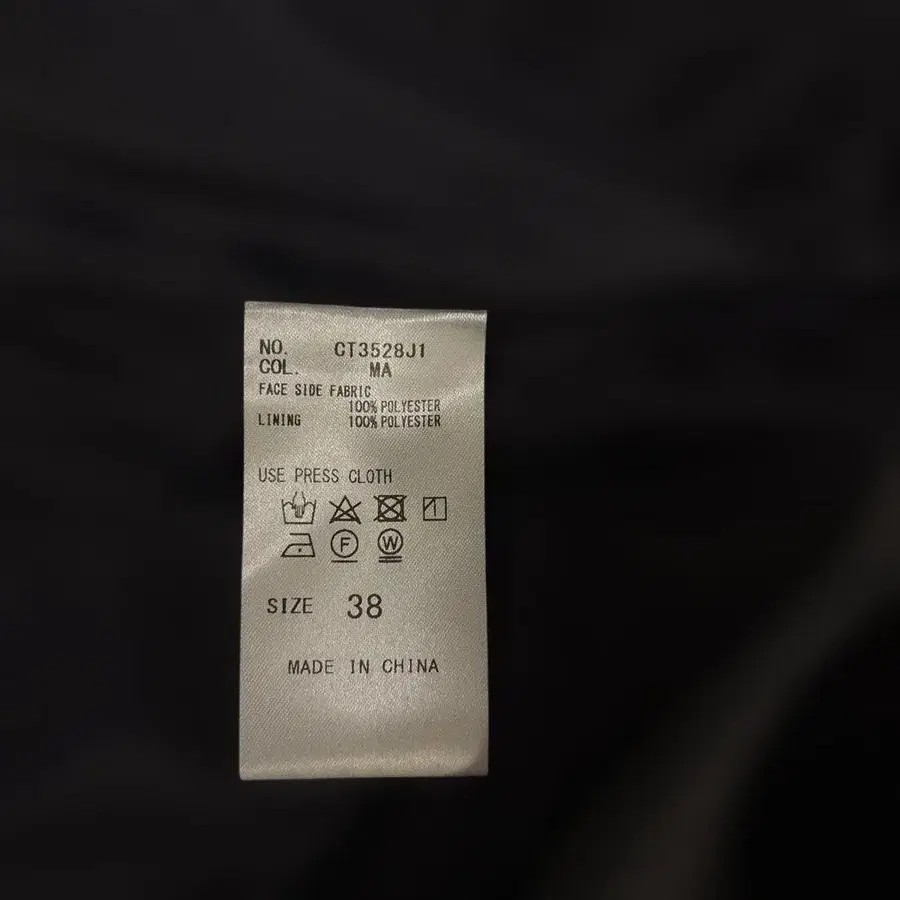 NO. CT3528J1
COL. MA
FACE SIDE FABRIC
100% POLYESTER
LINING 100% POLYESTER
USE PRESS CLOTH
F W
SIZE 38
MADE IN CHINA